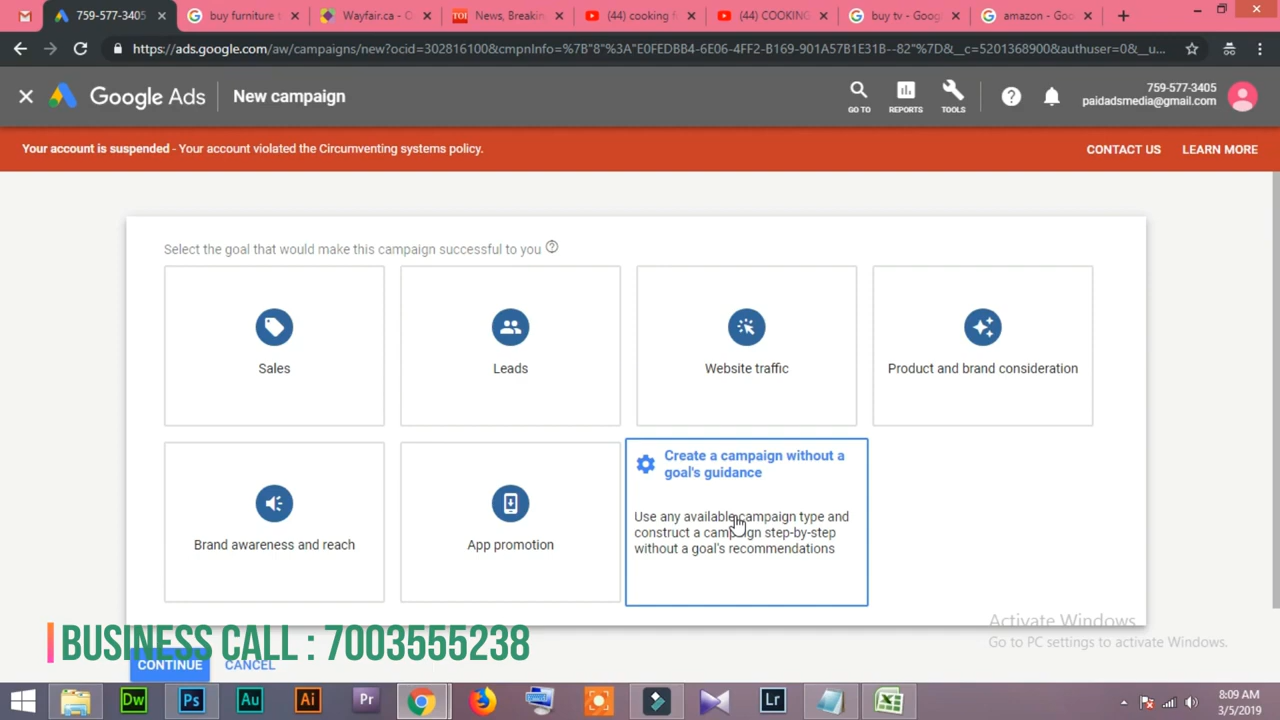 759-577-3405
buy furniture
Wayfair.ca - C
TOI
News, Breakin
(44) cooking f
(44) COOKING
buy tv - Goog
amazon - Goo
https://ads.google.com/aw/campaigns/new?ocid=302816100&cmpnInfo=%7B"8"%3A"E0FEDBB4-6E06-4FF2-B169-901A57B1E31B--82"%7D&__c=5201368900&authuser=0&__u...
Google Ads
New campaign
GO TO
REPORTS
TOOLS
759-577-3405
paidadsmedia@gmail.com
Your account is suspended - Your account violated the Circumventing systems policy.
CONTACT US
LEARN MORE
Select the goal that would make this campaign successful to you
Sales
Leads
Website traffic
Product and brand consideration
Brand awareness and reach
App promotion
Create a campaign without a
goal's guidance
Use any available campaign type and
construct a campaign step-by-step
without a goal's recommendations
Activate Windows
Go to PC settings to activate Windows.
BUSINESS CALL : 7003555238
CONTINUE
CANCEL
Dw
Ps
Au
Ai
Pr
Lr
8:09 AM
3/5/2019